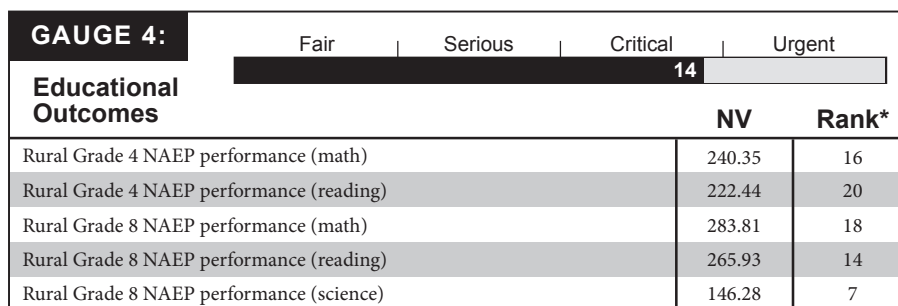 GAUGE 4:
Fair Serious Critical Urgent
14
Educational
Outcomes
NV Rank*
Rural Grade 4 NAEP performance (math) 240.35 16
Rural Grade 4 NAEP performance (reading) 222.44 20
Rural Grade 8 NAEP performance (math) 283.81 18
Rural Grade 8 NAEP performance (reading) 265.93 14
Rural Grade 8 NAEP performance (science) 146.28 7